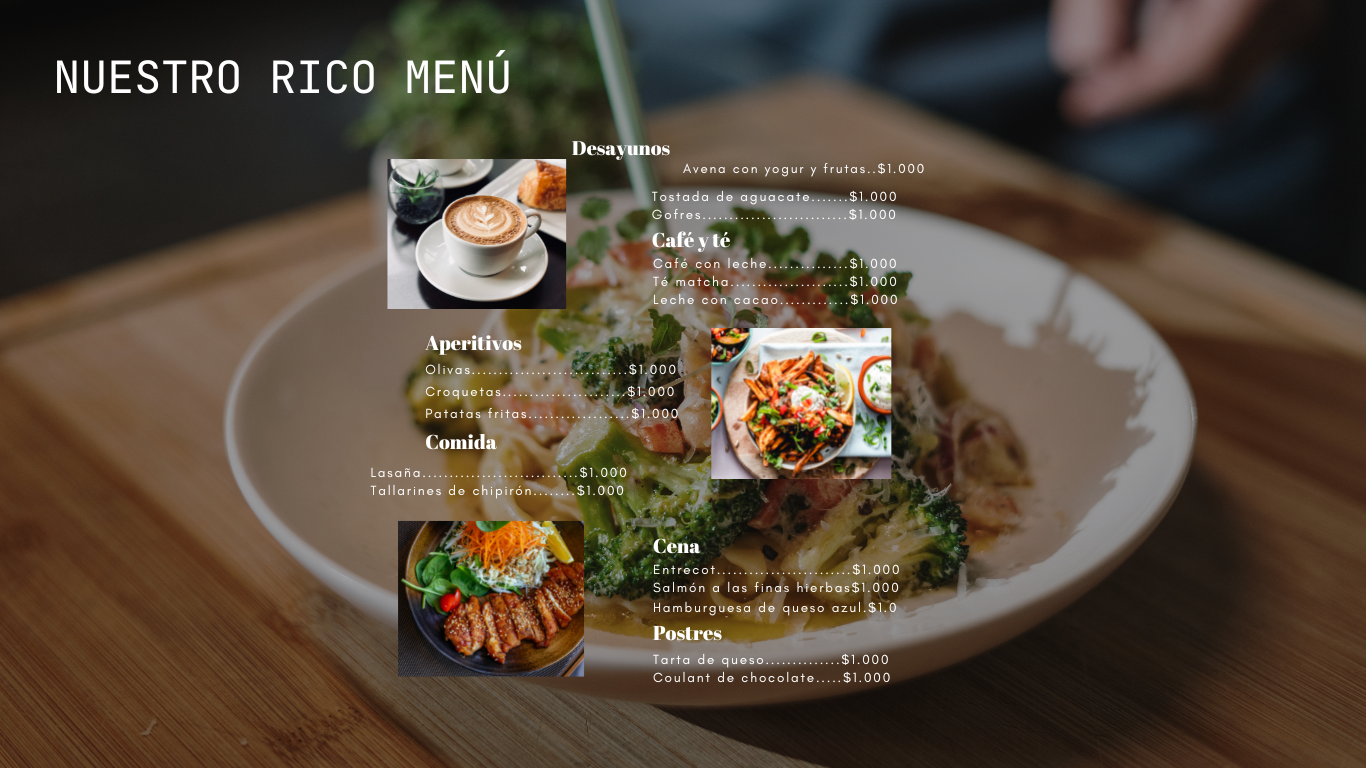 NUESTRO RICO MENÚ
Desayunos
Avena con yogur y frutas..$1.000
Tostada de aguacate.......$1.000
Gofres...........................$1.000
Café y té
Café con leche...............$1.000
Té matcha......................$1.000
Leche con cacao.............$1.000
Aperitivos
Olivas.............................$1.000
Croquetas.......................$1.000
Patatas fritas...................$1.000
Comida
Lasaña.............................$1.000
Tallarines de chipirón........$1.000
Cena
Entrecot.........................$1.000
Salmón a las finas hierbas$1.000
Hamburguesa de queso azul.$1.0
Postres
Tarta de queso..............$1.000
Coulant de chocolate.....$1.000